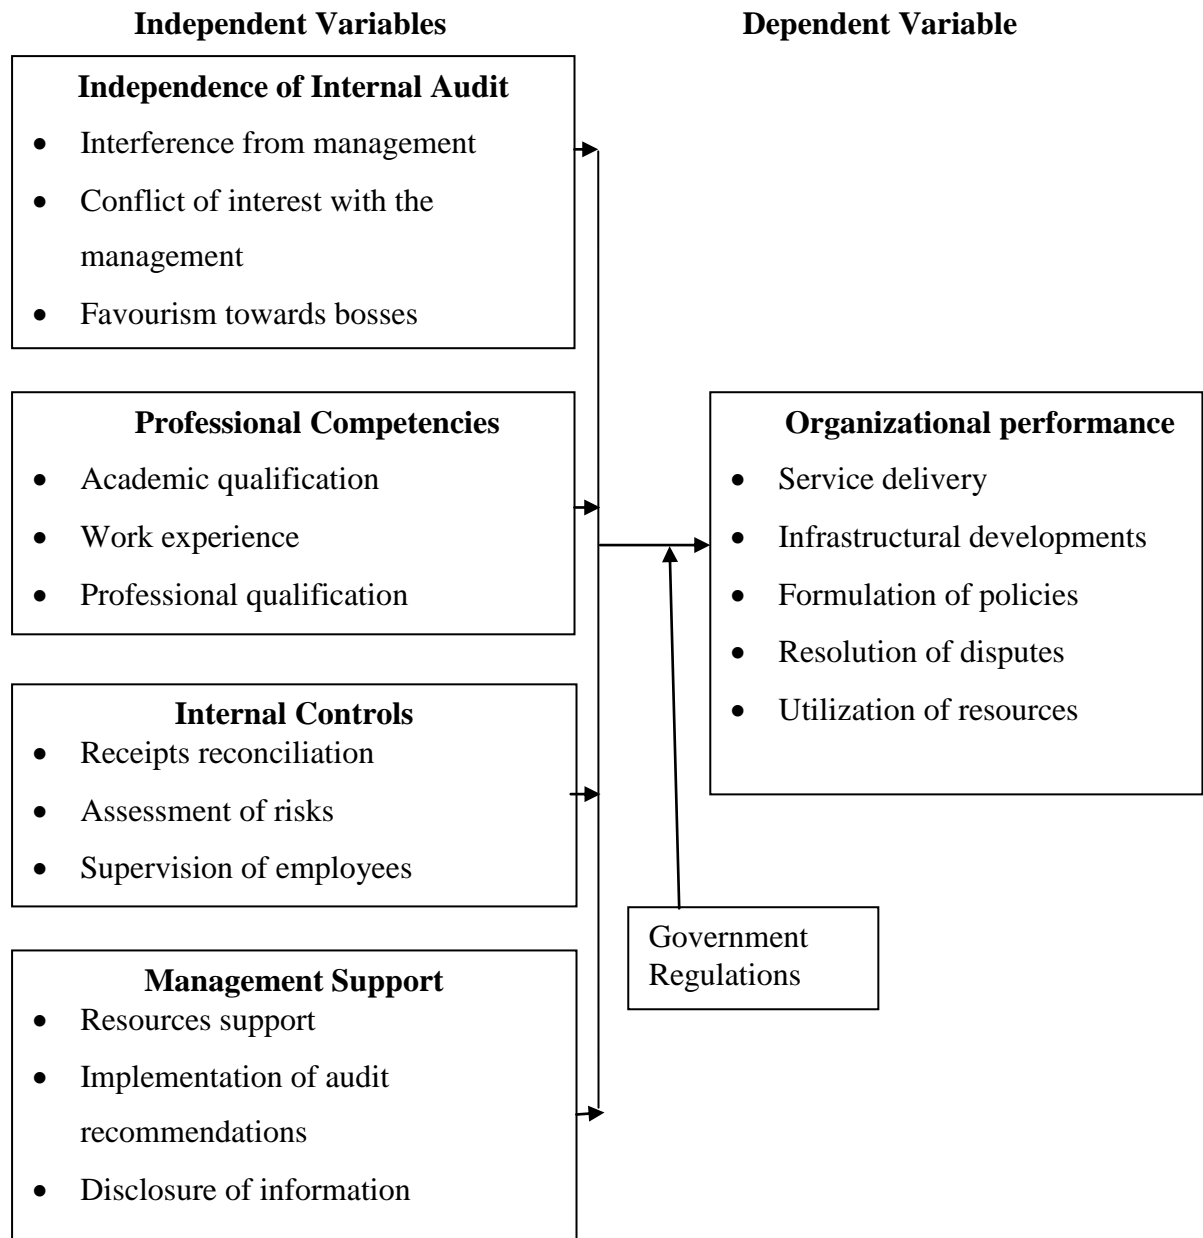 Independent Variables
Dependent Variable
Independence of Internal Audit
• Interference from management
• Conflict of interest with the
management
• Favourism towards bosses
Professional Competencies
• Academic qualification
• Work experience
• Professional qualification
Internal Controls
• Receipts reconciliation
• Assessment of risks
• Supervision of employees
Management Support
• Resources support
• Implementation of audit
recommendations
• Disclosure of information
Organizational performance
• Service delivery
• Infrastructural developments
• Formulation of policies
• Resolution of disputes
• Utilization of resources
Government
Regulations